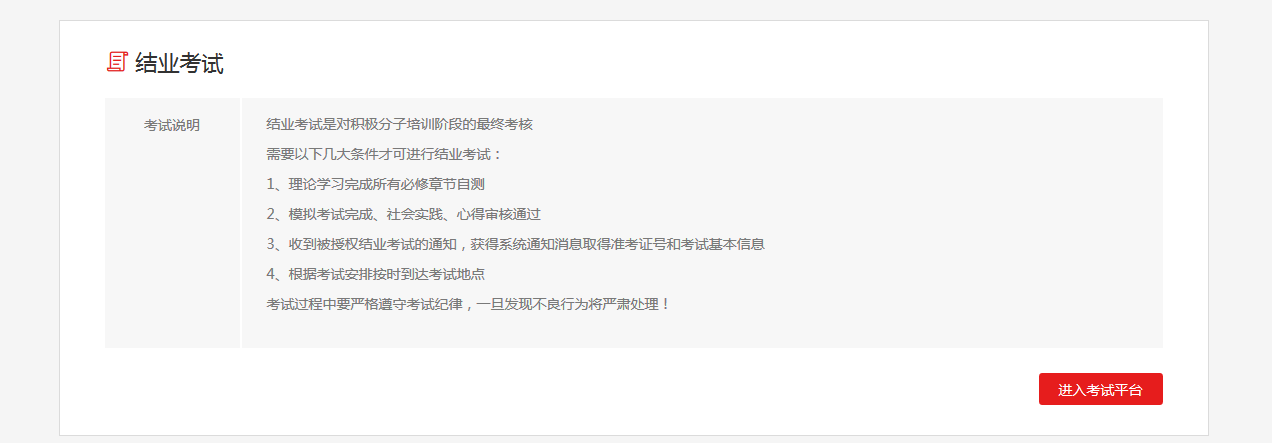 结业考试
考试说明
结业考试是对积极分子培训阶段的最终考核
需要以下几大条件才可进行结业考试：
1、理论学习完成所有必修章节自测
2、模拟考试完成、社会实践、心得审核通过
3、收到被授权结业考试的通知，获得系统通知消息取得准考证号和考试基本信息
4、根据考试安排按时到达考试地点
考试过程中要严格遵守考试纪律，一旦发现不良行为将严肃处理！
进入考试平台